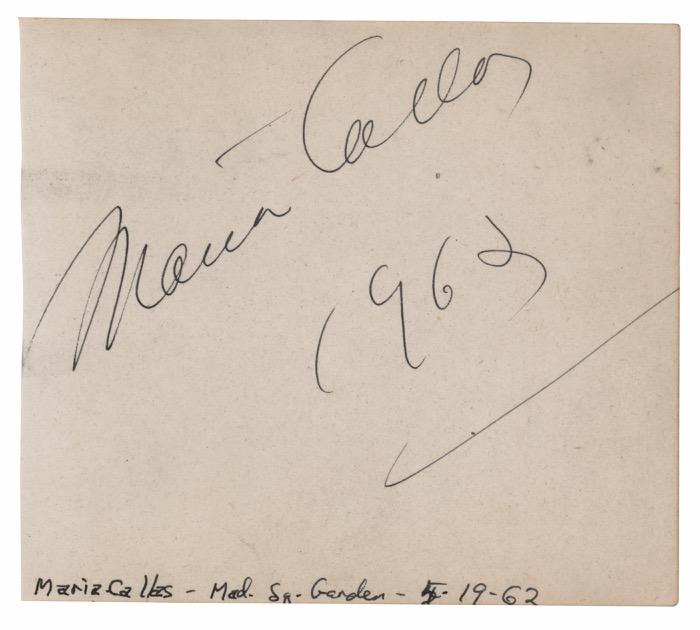 Maria Callas
1962
Maria Callas - Mad. Sq. Garden - 5-19-62